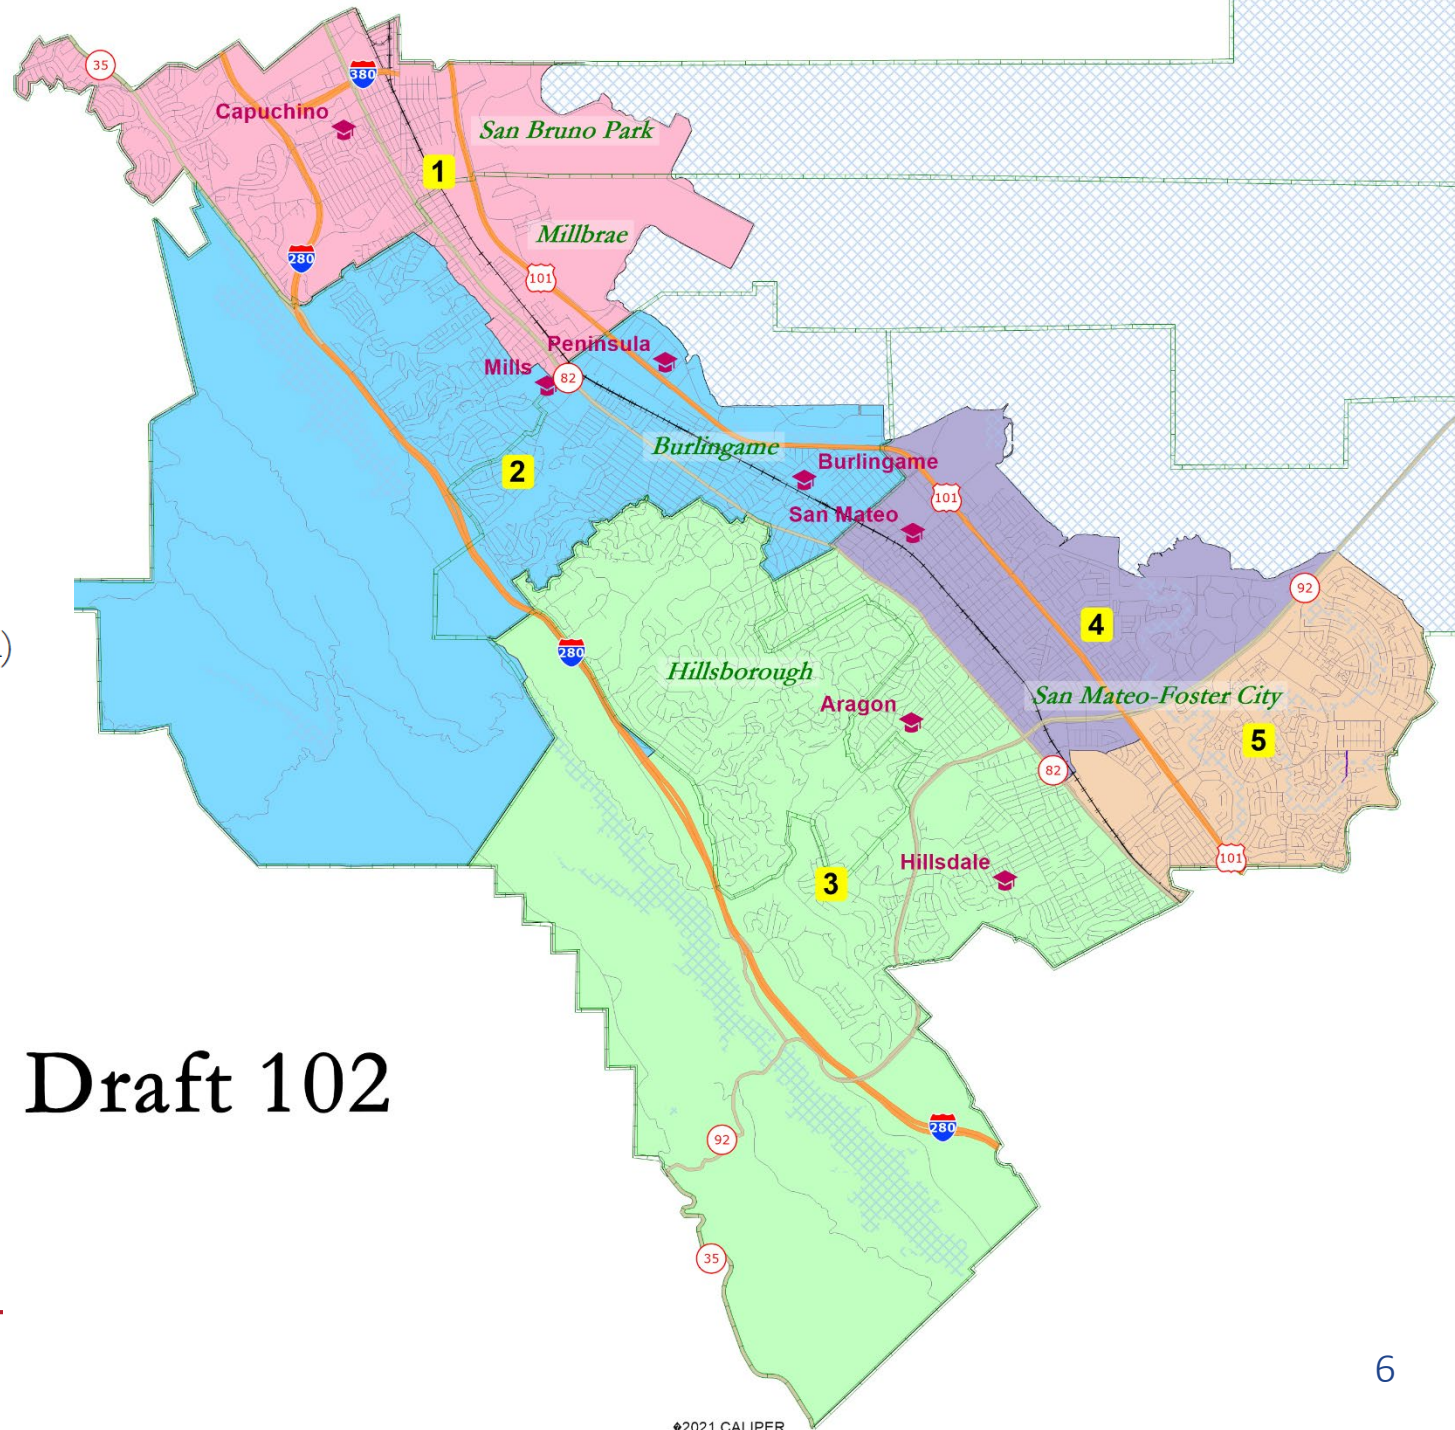 35
380
Capuchino
San Bruno Park
1
Millbrae
280
101
Peninsula
Mills
82
Burlingame
2
Burlingame
101
San Mateo
92
4
280
Hillsborough
San Mateo-Foster City
Aragon
5
82
)
101
Hillsdale
3
Draft 102
280
92
35
6
�2021 CALIPER